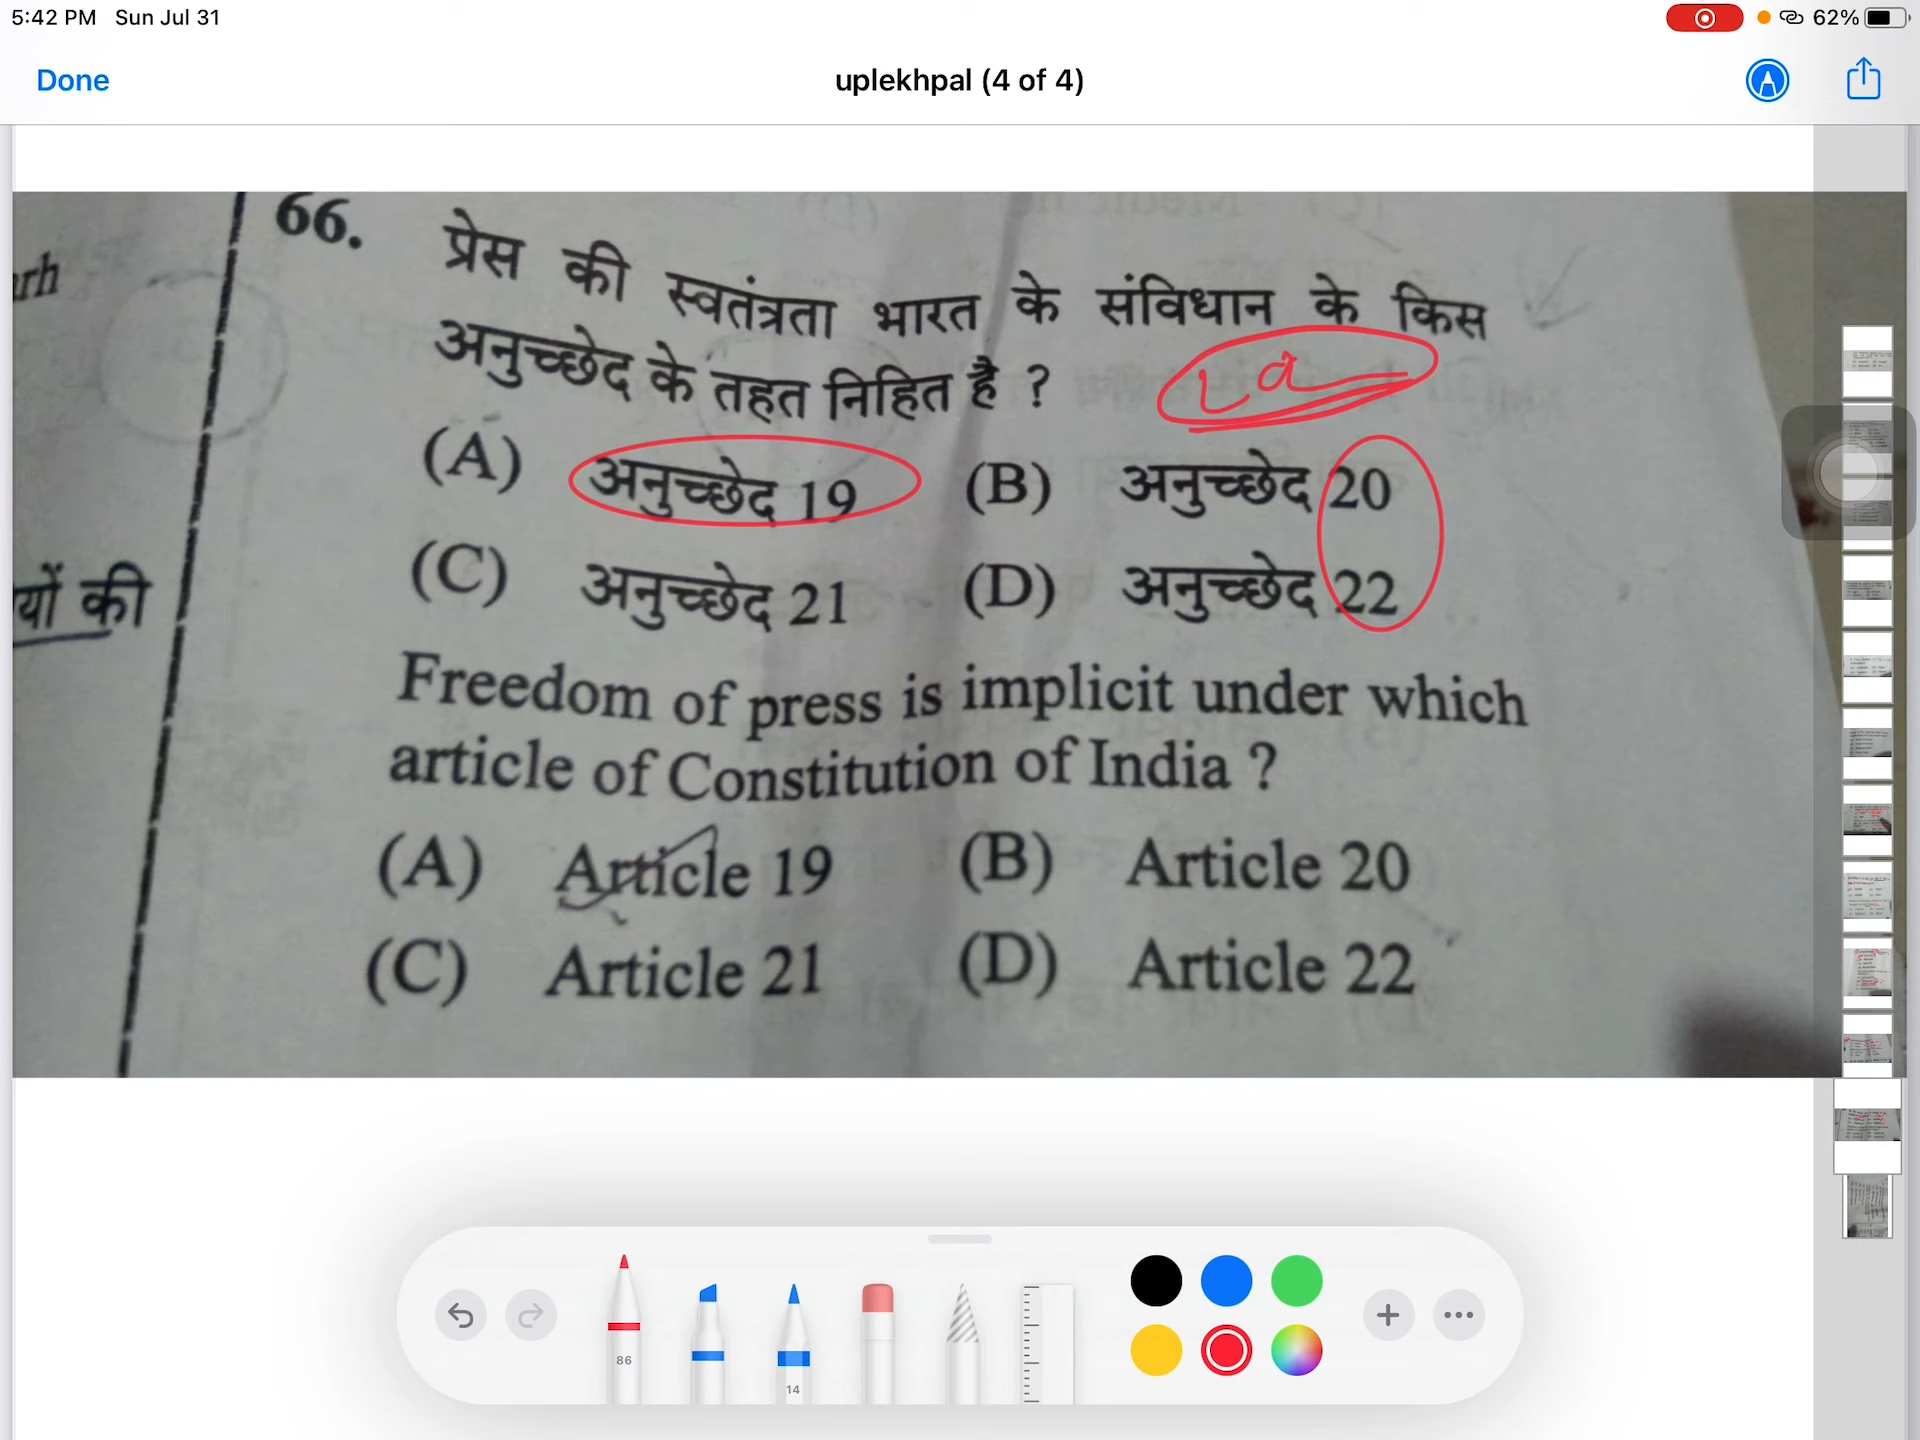 5:42 PM Sun Jul 31
62%
Done
uplekhpal (4 of 4)
66.
प्रेस की स्वतंत्रता भारत के संविधान के किस
अनुच्छेद के तहत निहित है ?
(A) अनुच्छेद 19 (B) अनुच्छेद 20
(C) अनुच्छेद 21 (D) अनुच्छेद 22
Freedom of press is implicit under which
article of Constitution of India ?
(A) Article 19 (B) Article 20
(C) Article 21 (D) Article 22
rh
यों की
86
14